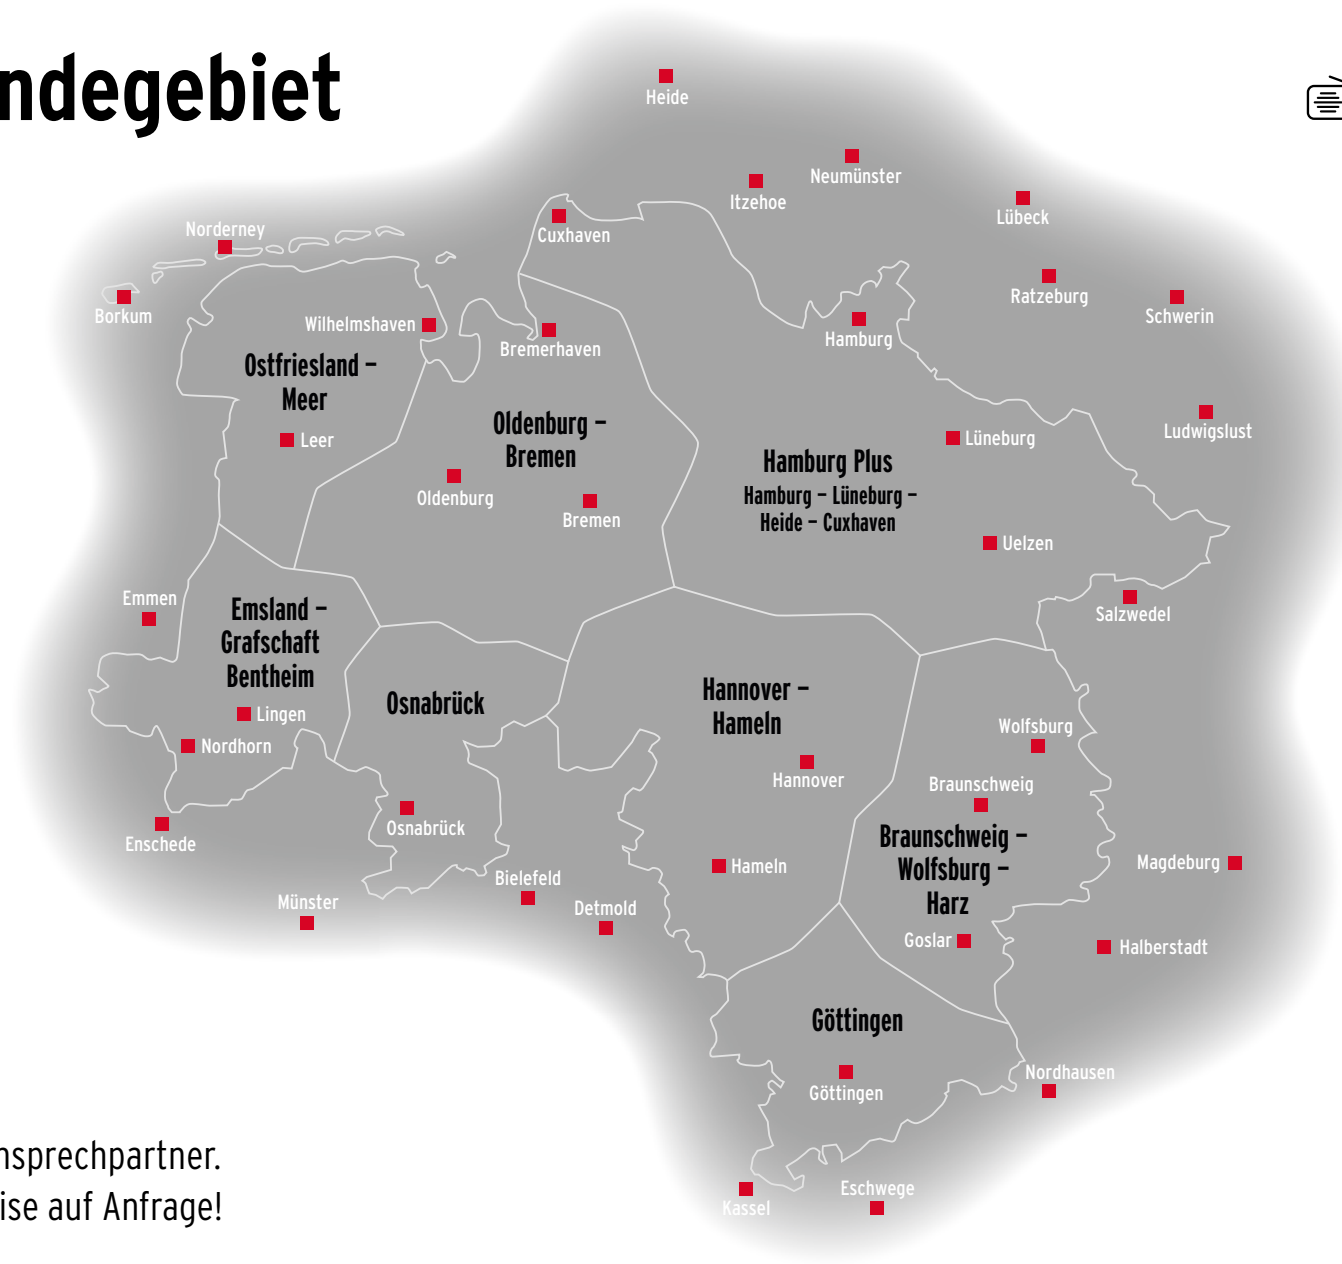 ndegebiet
Heide
Neumünster
Itzehoe
Lübeck
Norderney
Cuxhaven
Ratzeburg
Borkum
Schwerin
Wilhelmshaven
Hamburg
Bremerhaven
Ostfriesland –
Meer
Leer
Oldenburg –
Bremen
Oldenburg
Bremen
Ludwigslust
Lüneburg
Hamburg Plus
Hamburg – Lüneburg –
Heide – Cuxhaven
Uelzen
Emmen
Emsland –
Grafschaft
Bentheim
Lingen
Nordhorn
Salzwedel
Osnabrück
Hannover –
Hameln
Hannover
Wolfsburg
Braunschweig
Braunschweig –
Wolfsburg –
Harz
Goslar
Enschede
Osnabrück
Hameln
Magdeburg
Bielefeld
Münster
Detmold
Halberstadt
Göttingen
Göttingen
Nordhausen
Kassel
Eschwege
nsprechpartner.
ise auf Anfrage!